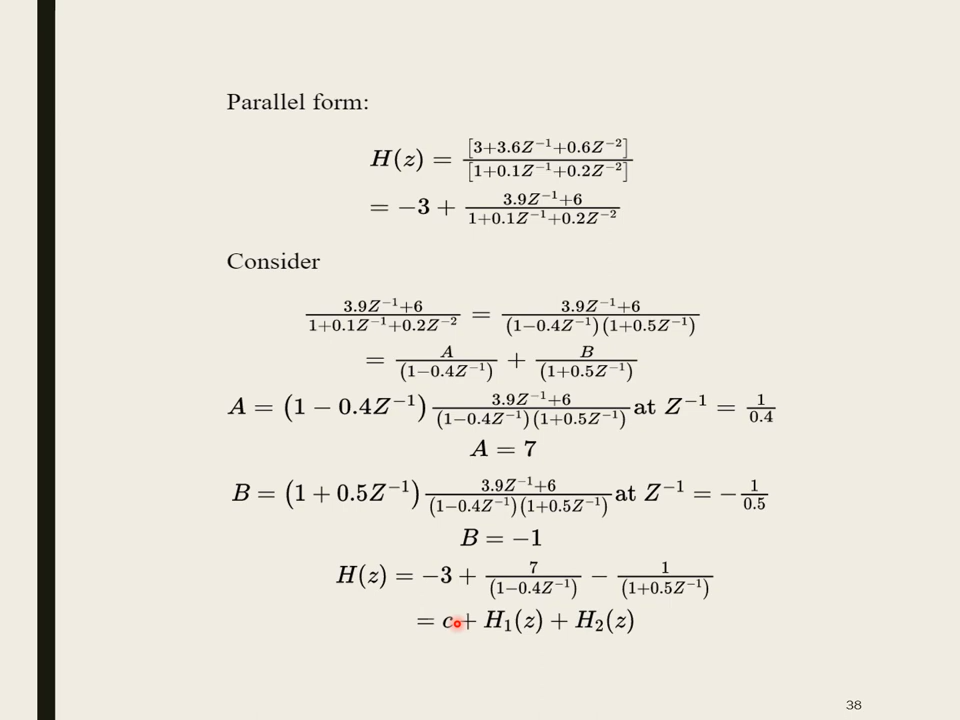 Parallel form:
H(z) = [3+3.6Z⁻¹+0.6Z⁻²] / [1+0.1Z⁻¹+0.2Z⁻²]
= −3 + (3.9Z⁻¹+6) / (1+0.1Z⁻¹+0.2Z⁻²)
Consider
(3.9Z⁻¹+6) / (1+0.1Z⁻¹+0.2Z⁻²) = (3.9Z⁻¹+6) / ((1−0.4Z⁻¹)(1+0.5Z⁻¹))
= A / (1−0.4Z⁻¹) + B / (1+0.5Z⁻¹)
A = (1 − 0.4Z⁻¹) (3.9Z⁻¹+6) / ((1−0.4Z⁻¹)(1+0.5Z⁻¹)) at Z⁻¹ = 1/0.4
A = 7
B = (1 + 0.5Z⁻¹) (3.9Z⁻¹+6) / ((1−0.4Z⁻¹)(1+0.5Z⁻¹)) at Z⁻¹ = −1/0.5
B = −1
H(z) = −3 + 7 / (1−0.4Z⁻¹) − 1 / (1+0.5Z⁻¹)
= c + H₁(z) + H₂(z)
38